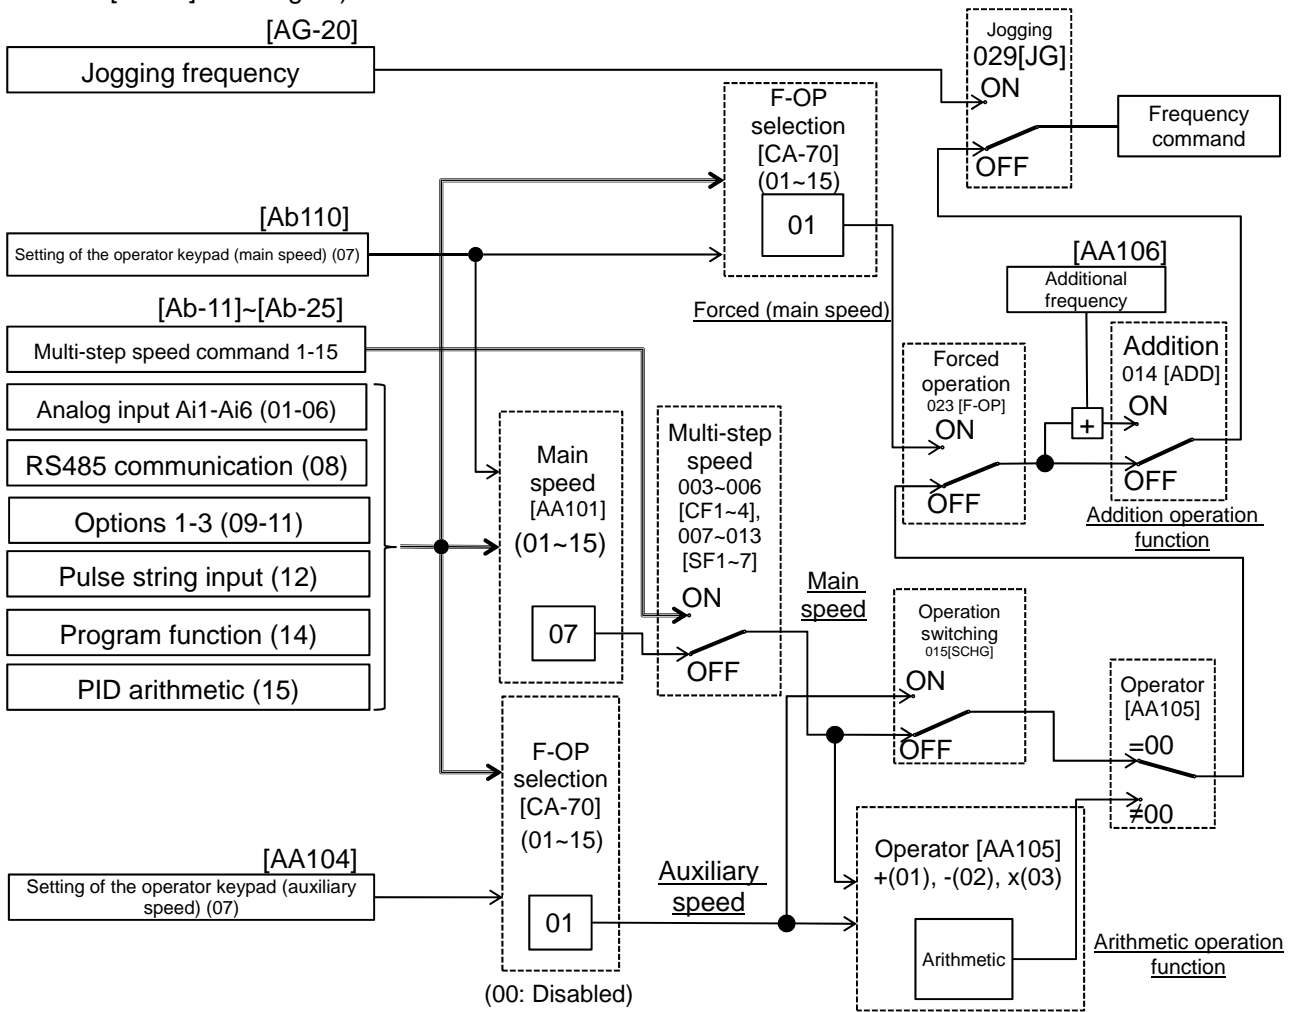 [AG-20]
Jogging frequency
Jogging
029[JG]
ON
OFF
Frequency
command
F-OP
selection
[CA-70]
(01~15)
01
[Ab110]
Setting of the operator keypad (main speed) (07)
[Ab-11]~[Ab-25]
Multi-step speed command 1-15
Analog input Ai1-Ai6 (01-06)
RS485 communication (08)
Options 1-3 (09-11)
Pulse string input (12)
Program function (14)
PID arithmetic (15)
Forced (main speed)
[AA106]
Additional
frequency
Forced
operation
023 [F-OP]
ON
OFF
+
Addition
014 [ADD]
ON
OFF
Addition operation
function
Main
speed
[AA101]
(01~15)
07
Multi-step
speed
003~006
[CF1~4],
007~013
[SF1~7]
ON
OFF
Main
speed
Operation
switching
015[SCHG]
ON
OFF
Operator
[AA105]
=00
≠00
F-OP
selection
[CA-70]
(01~15)
01
(00: Disabled)
[AA104]
Setting of the operator keypad (auxiliary
speed) (07)
Auxiliary
speed
Operator [AA105]
+(01), -(02), x(03)
Arithmetic
Arithmetic operation
function